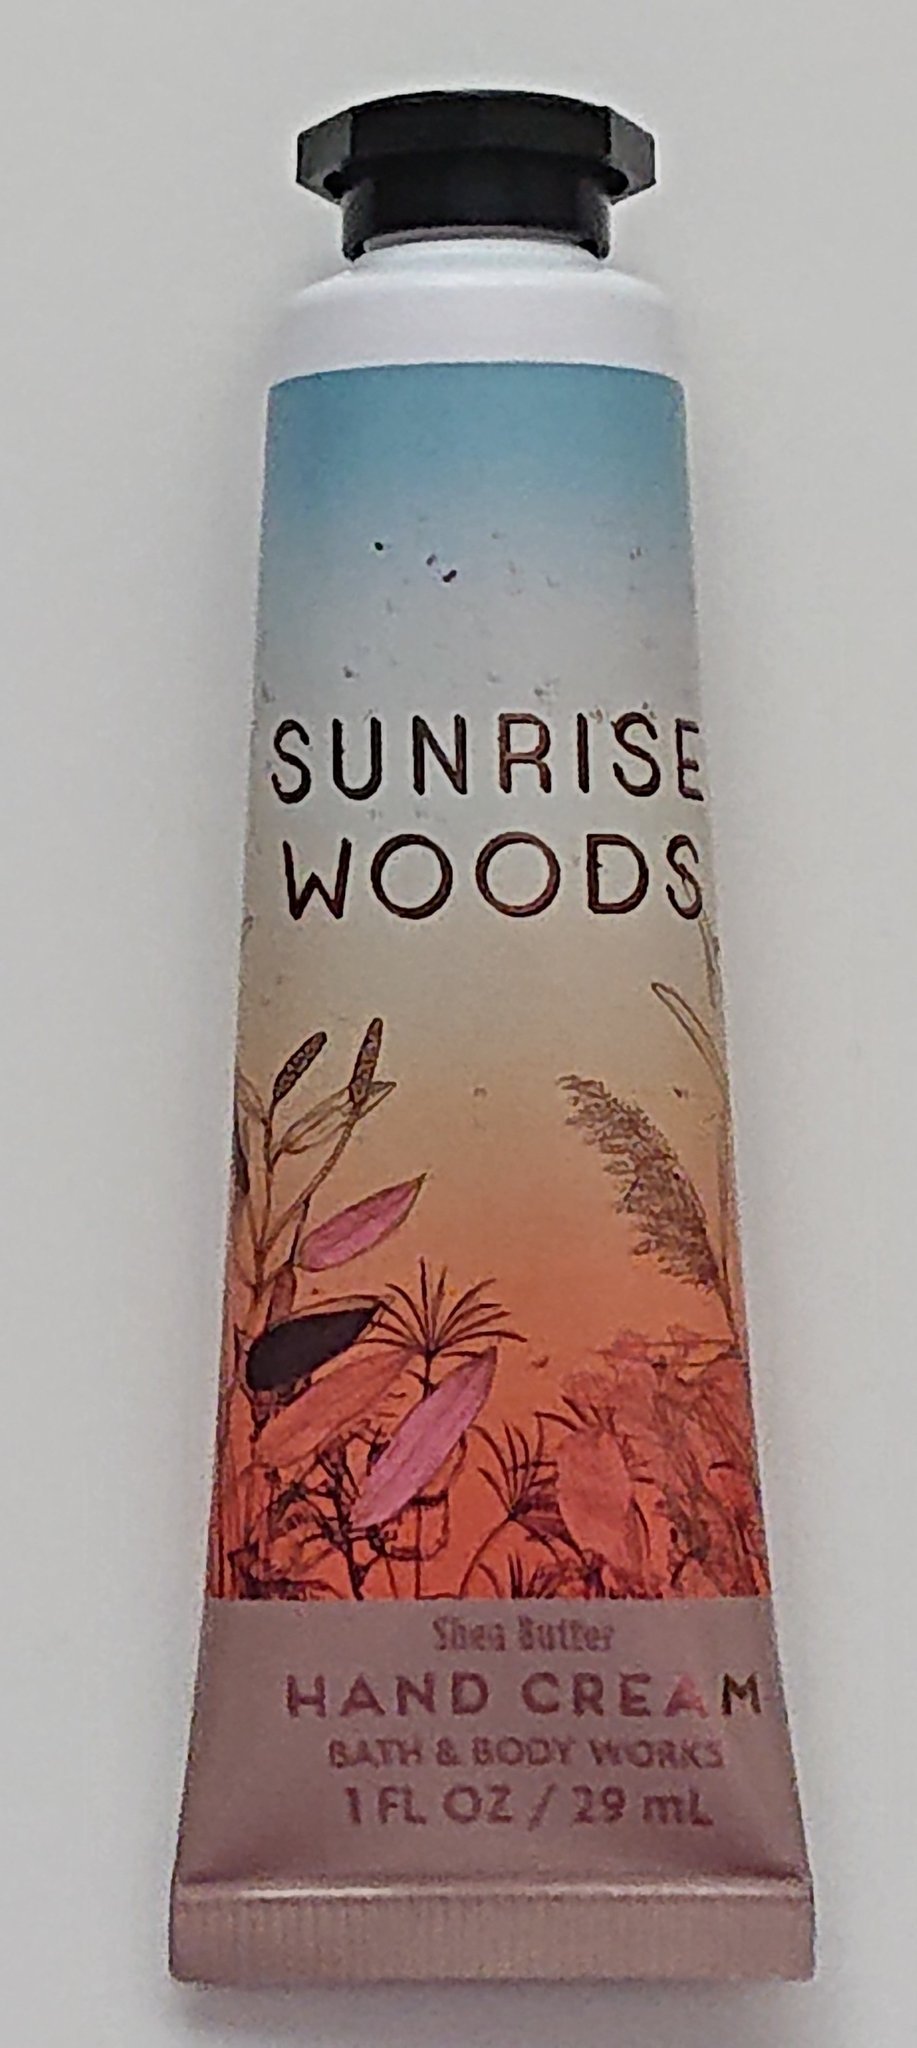 SUNRISE
WOODS
Shea Butter
HAND CREAM
BATH & BODY WORKS
1 FL OZ / 29 mL